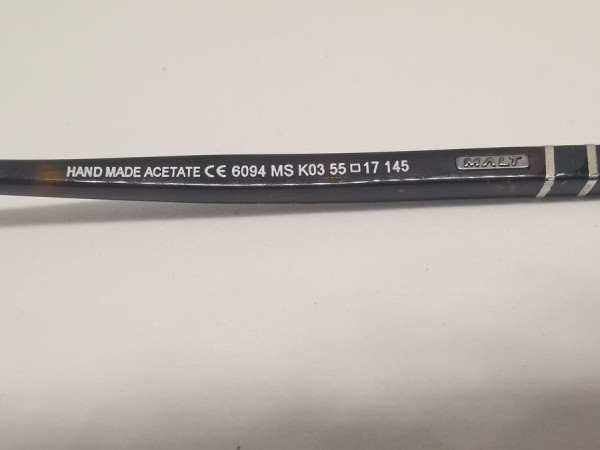 HAND MADE ACETATE CE 6094 MS K03 55□17 145
MALT